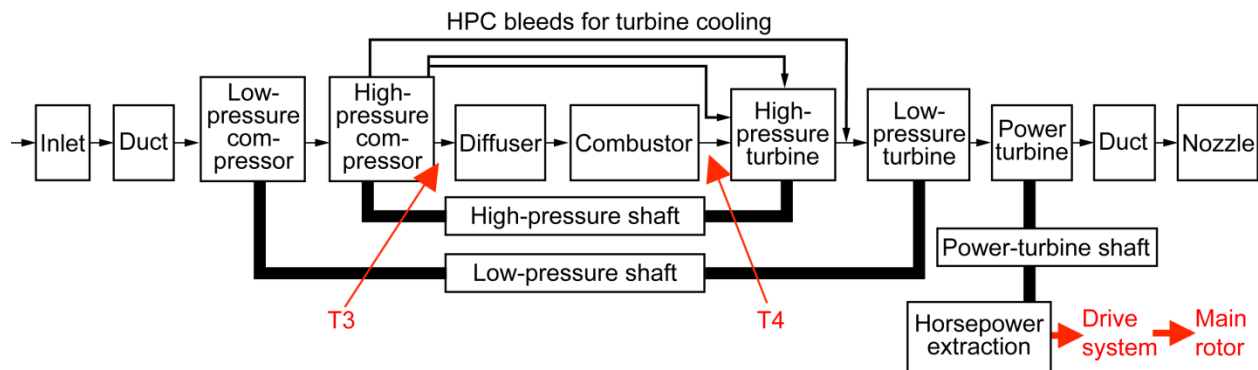 HPC bleeds for turbine cooling
Inlet
Duct
Low-
pressure
com-
pressor
High-
pressure
com-
pressor
Diffuser
Combustor
High-
pressure
turbine
Low-
pressure
turbine
Power
turbine
Duct
Nozzle
High-pressure shaft
Low-pressure shaft
Power-turbine shaft
T3
T4
Horsepower
extraction
Drive
system
Main
rotor